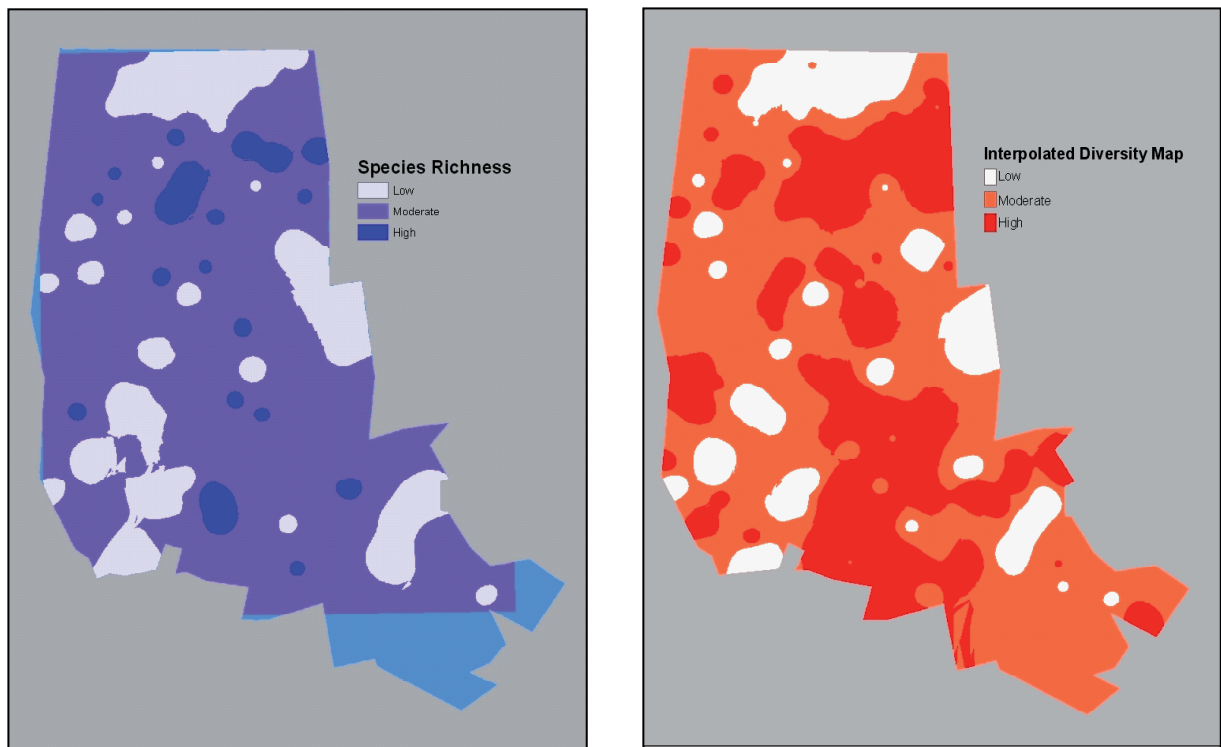 Species Richness
Low
Moderate
High
Interpolated Diversity Map
Low
Moderate
High